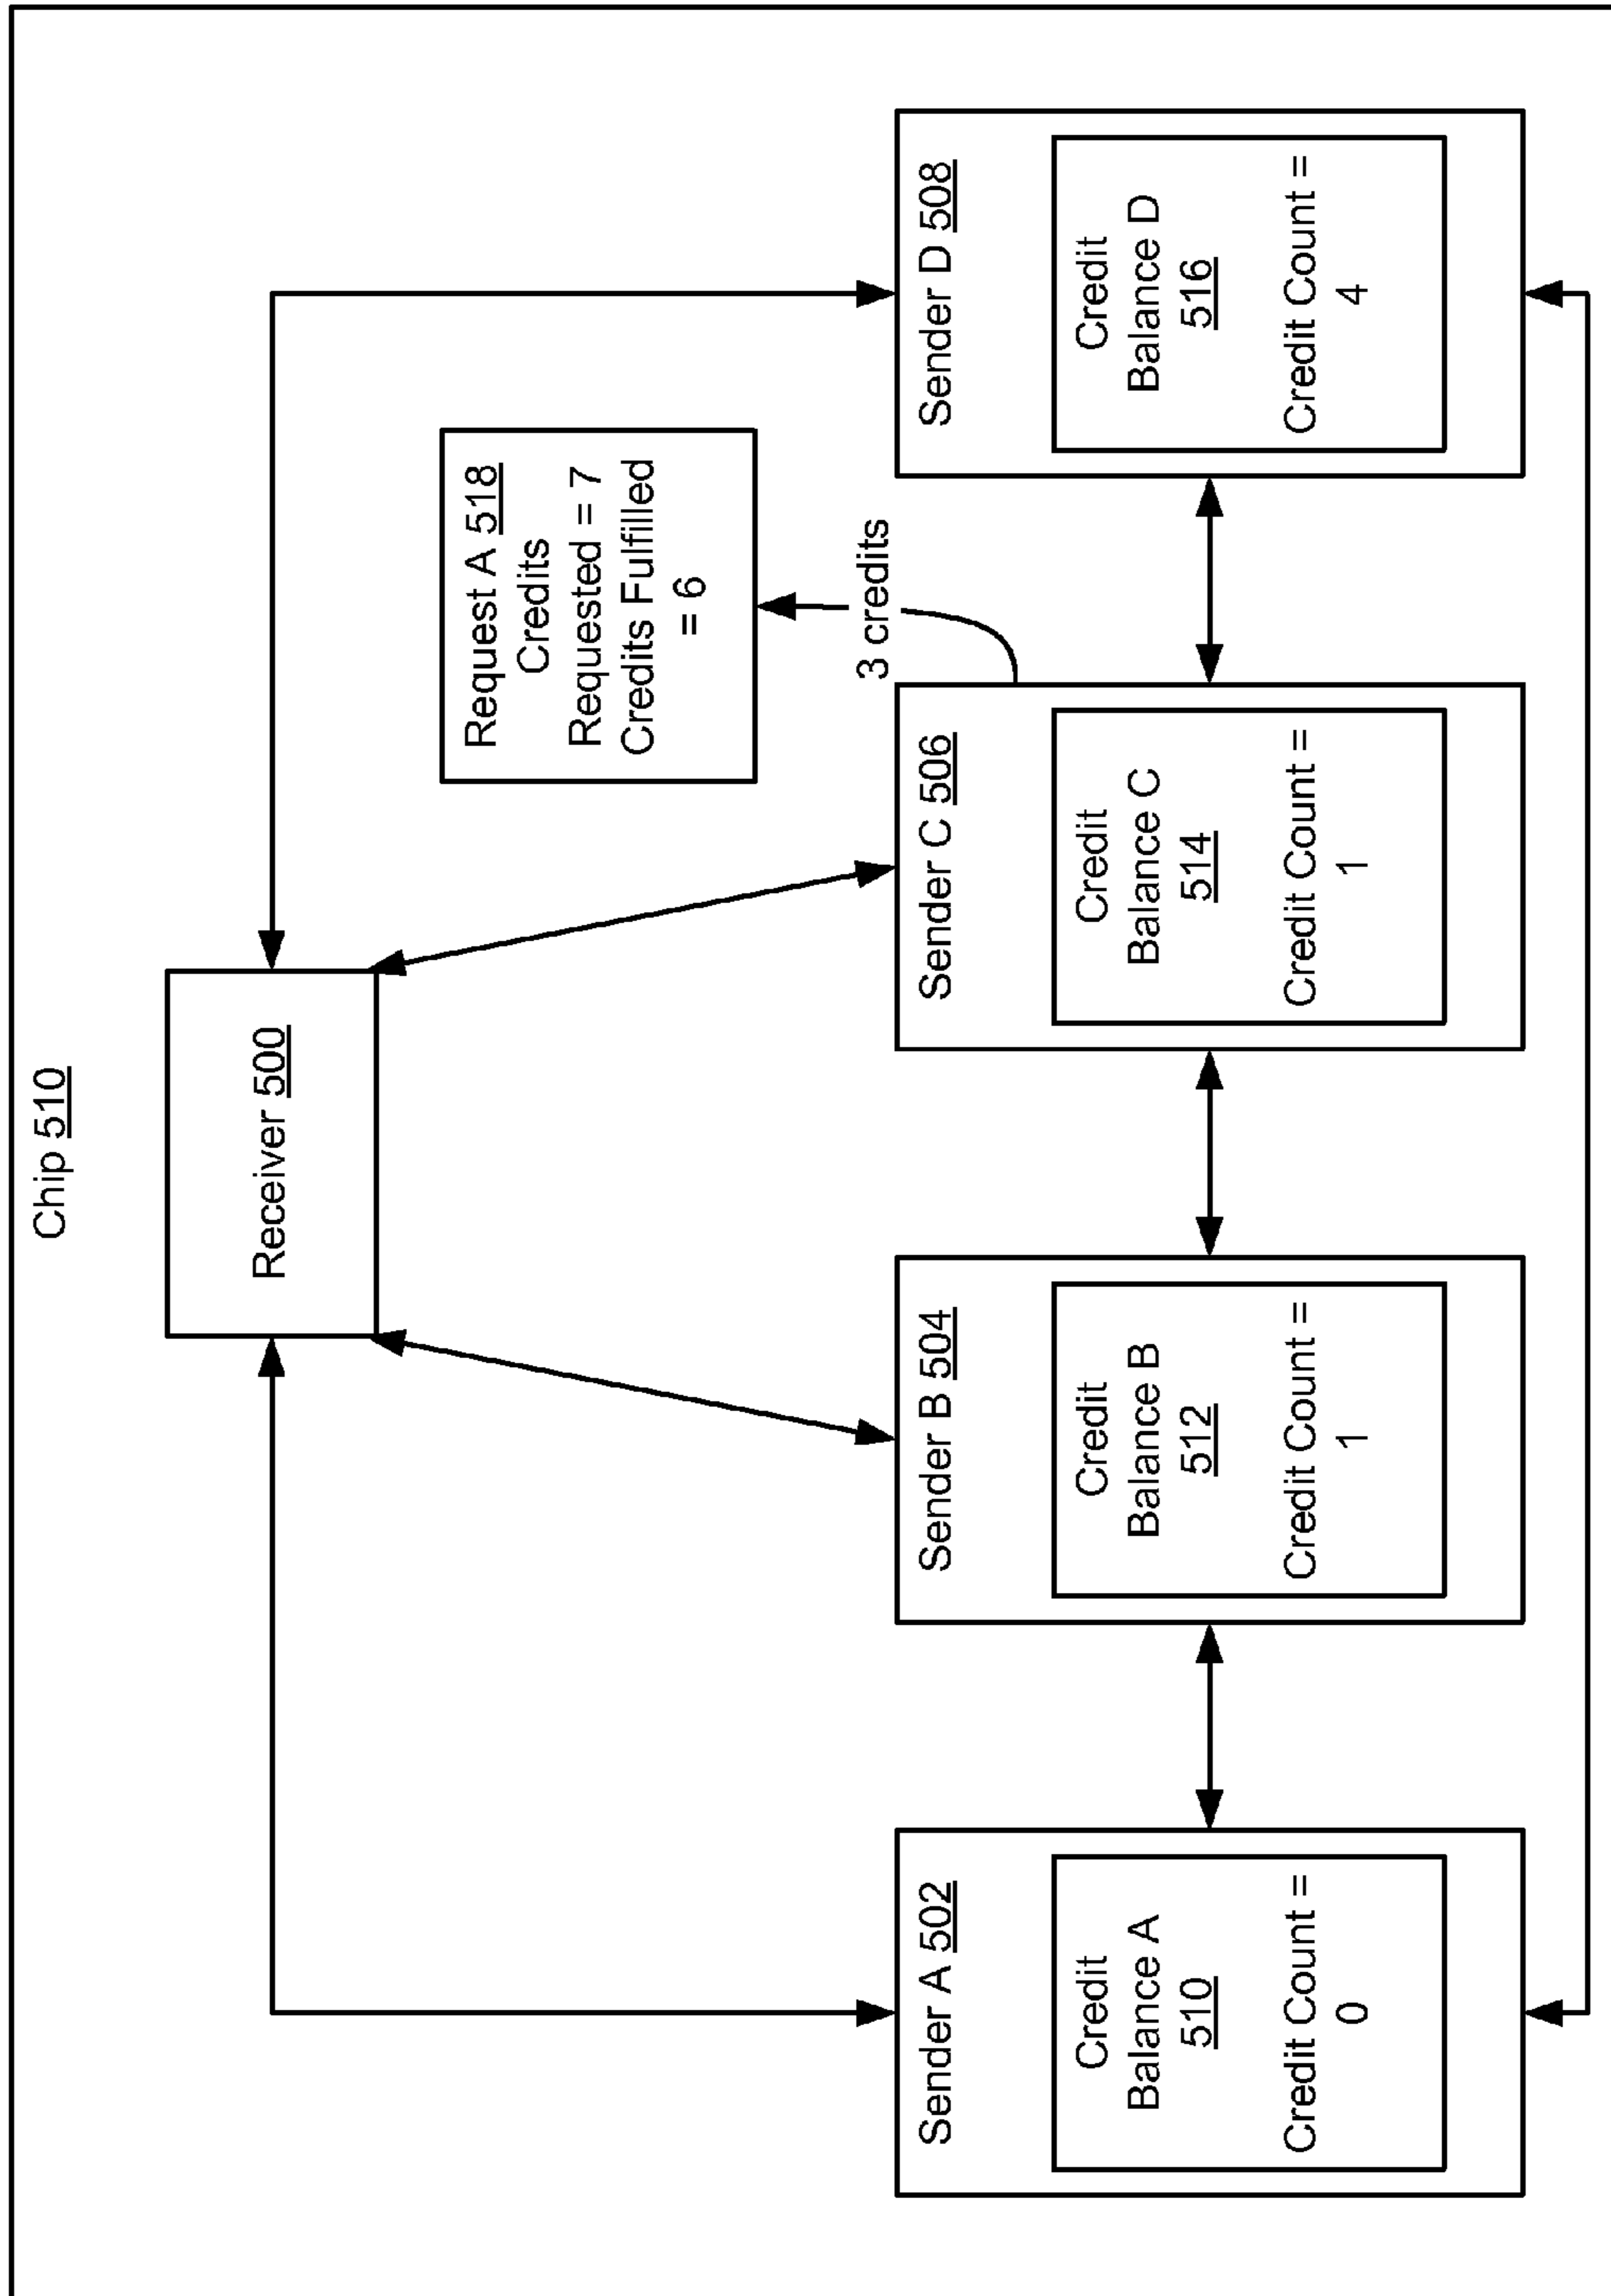 Chip 510
Receiver 500
Request A 518
Credits
Requested = 7
Credits Fulfilled
= 6
3 credits
Sender A 502
Credit
Balance A
510
Credit Count =
0
Sender B 504
Credit
Balance B
512
Credit Count =
1
Sender C 506
Credit
Balance C
514
Credit Count =
1
Sender D 508
Credit
Balance D
516
Credit Count =
4